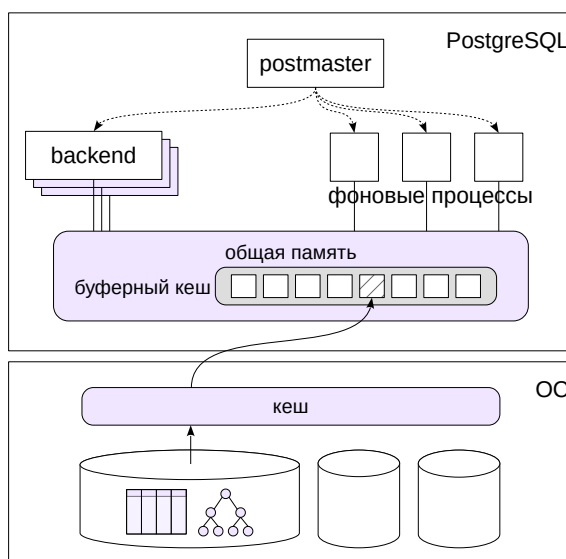 PostgreSQL
postmaster
backend
фоновые процессы
общая память
буферный кеш
ОС
кеш